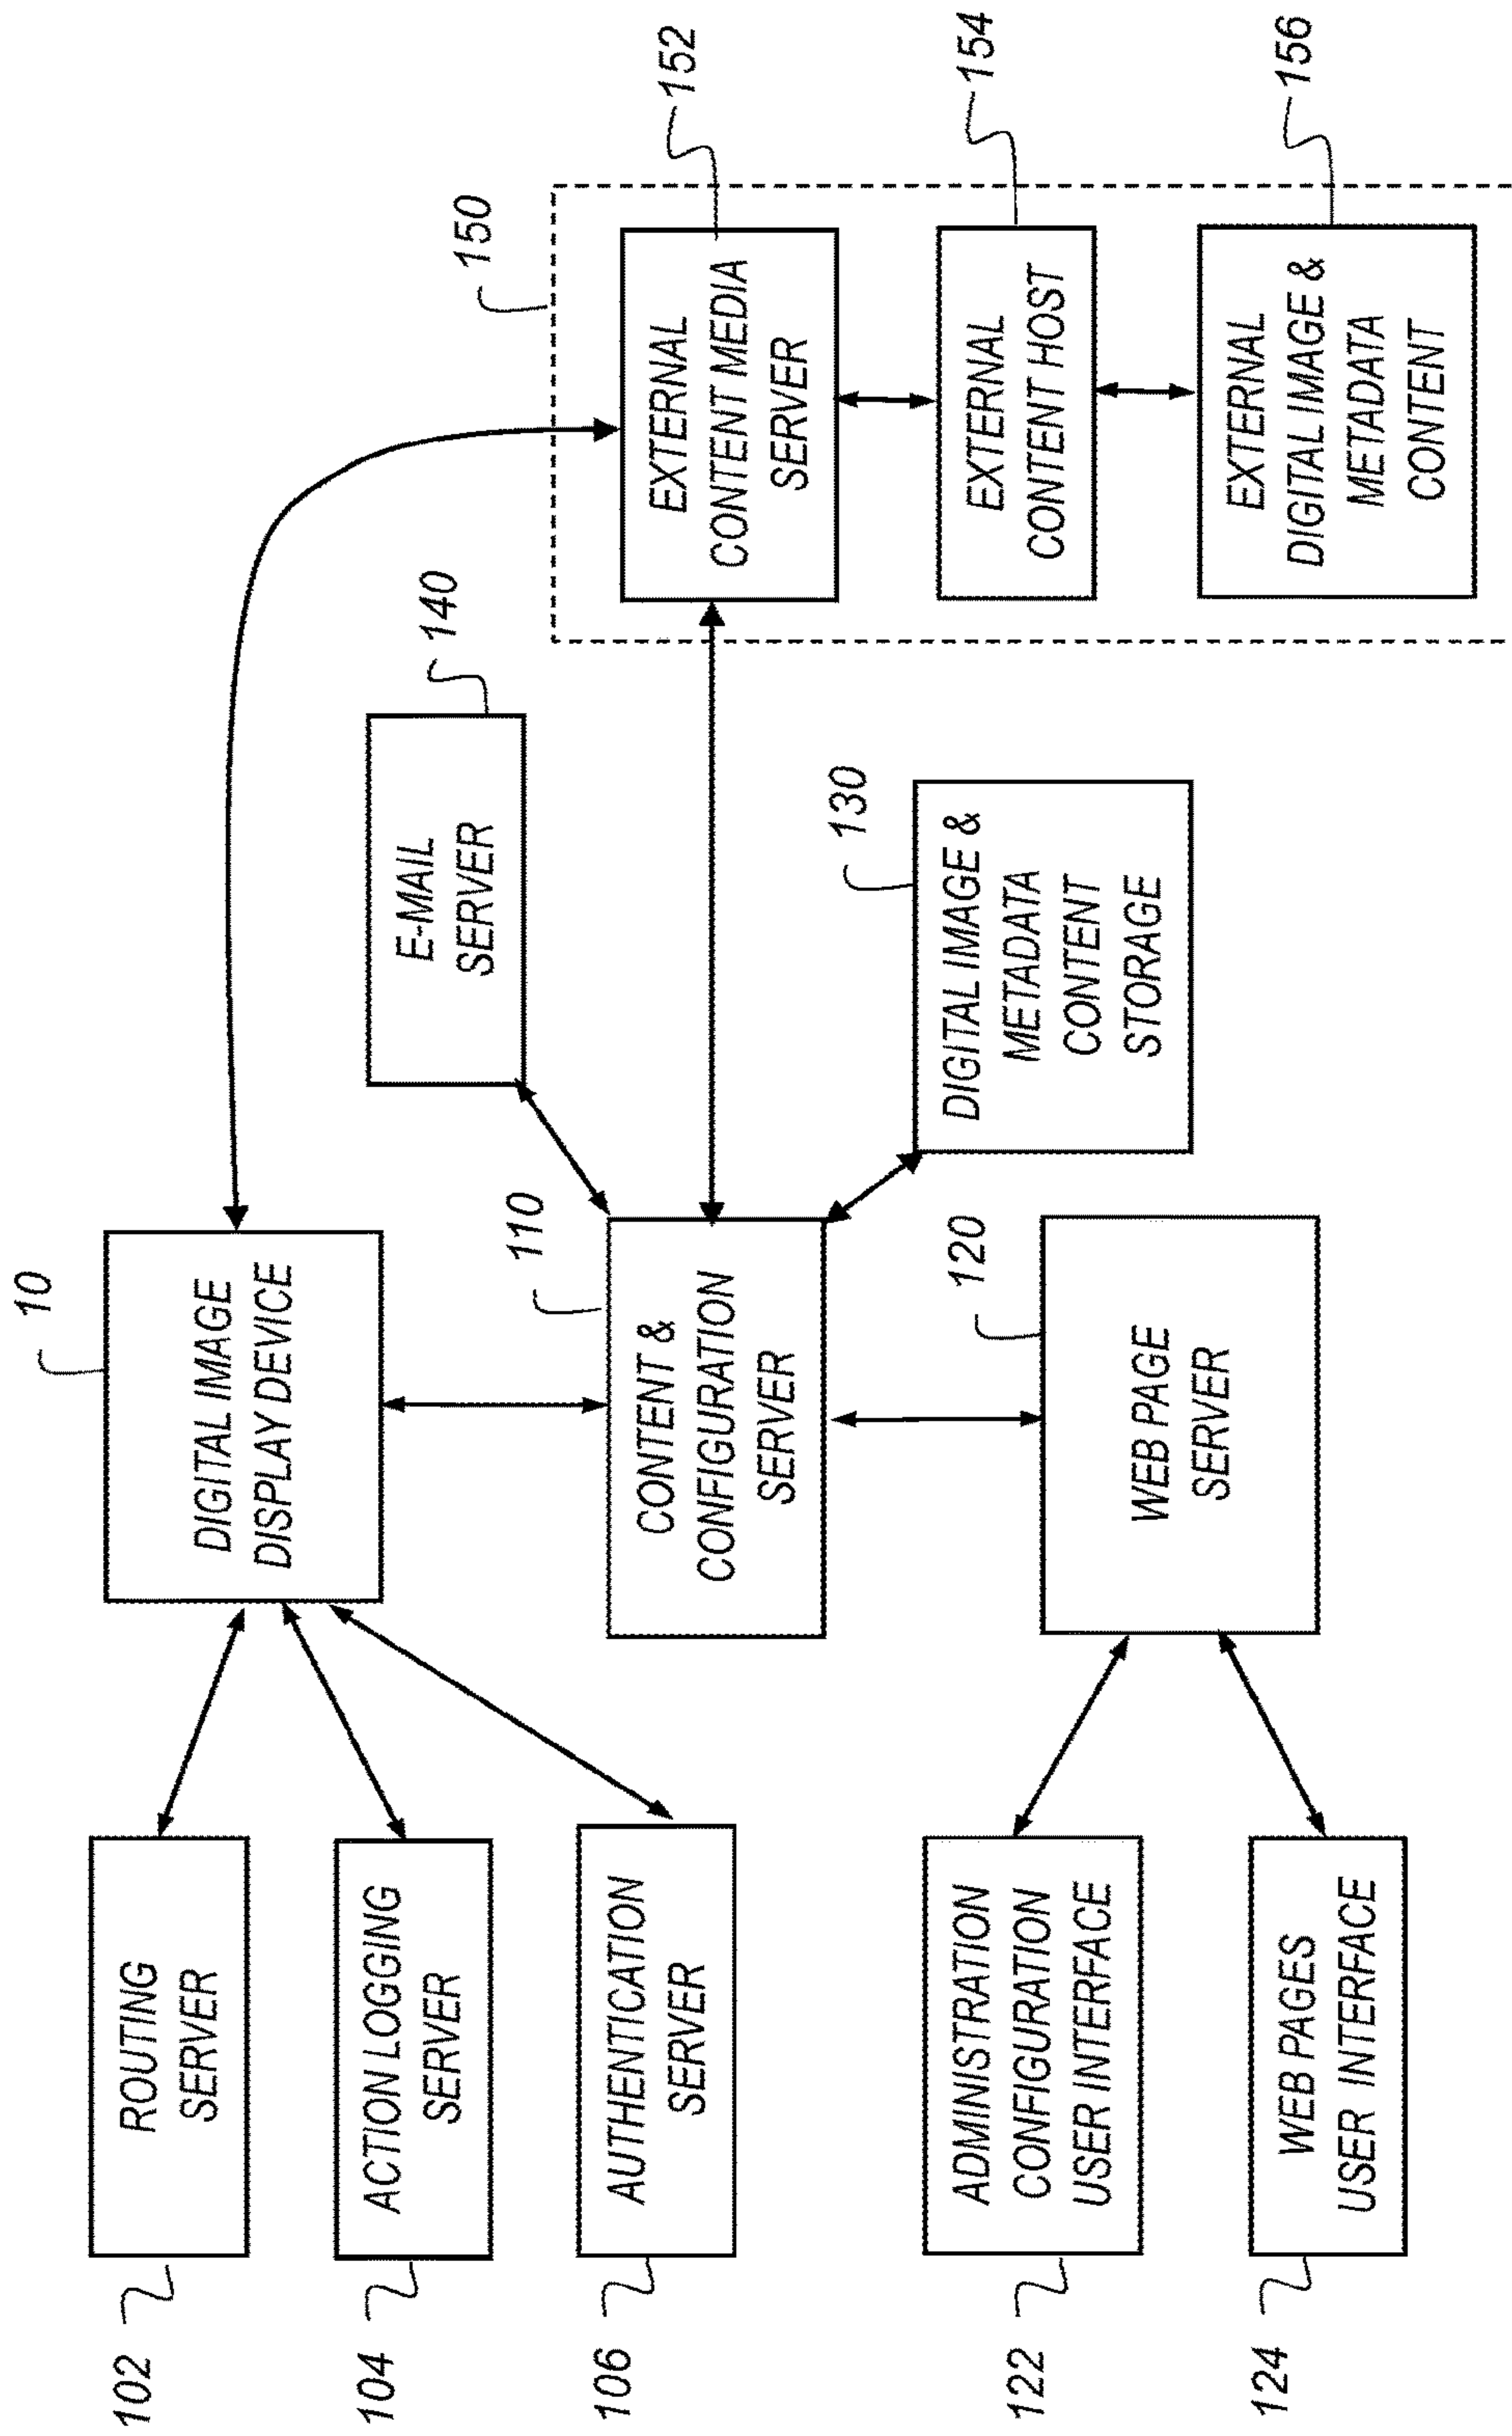 10
DIGITAL IMAGE
DISPLAY DEVICE
102
ROUTING
SERVER
104
ACTION LOGGING
SERVER
106
AUTHENTICATION
SERVER
110
CONTENT &
CONFIGURATION
SERVER
120
WEB PAGE
SERVER
122
ADMINISTRATION
CONFIGURATION
USER INTERFACE
124
WEB PAGES
USER INTERFACE
130
DIGITAL IMAGE &
METADATA
CONTENT
STORAGE
140
E-MAIL
SERVER
150
152
EXTERNAL
CONTENT MEDIA
SERVER
154
EXTERNAL
CONTENT HOST
156
EXTERNAL
DIGITAL IMAGE &
METADATA
CONTENT